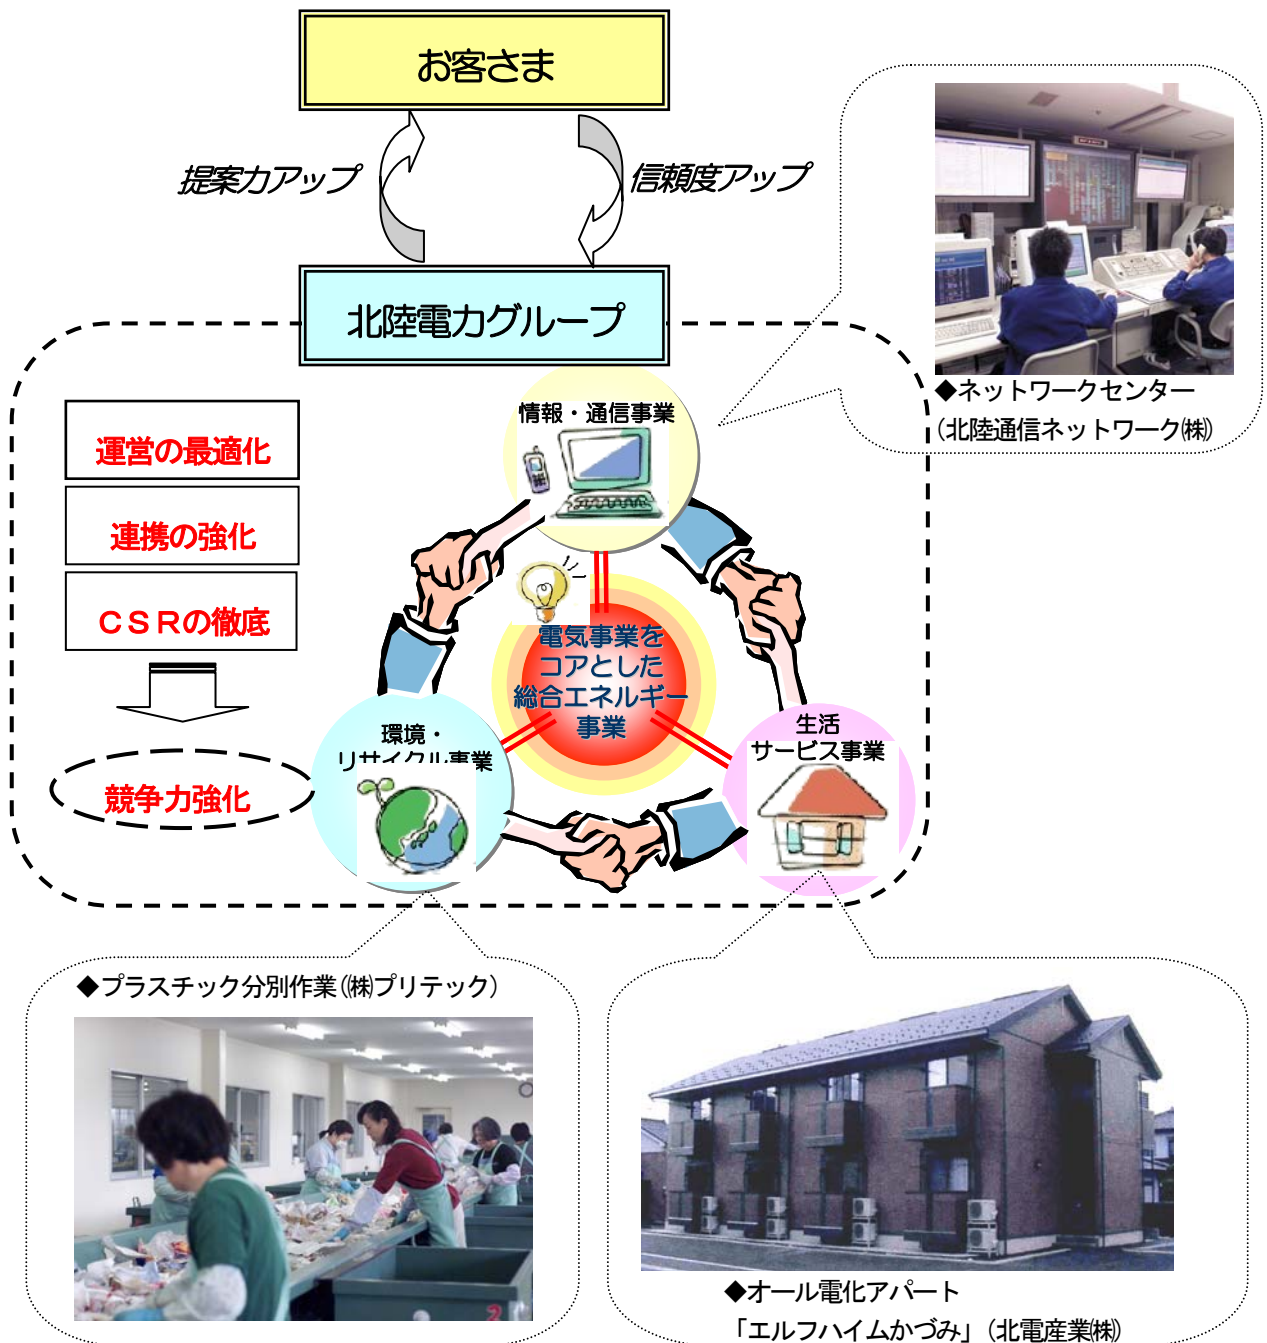 お客さま
提案力アップ
信頼度アップ
北陸電力グループ
◆ネットワークセンター
（北陸通信ネットワーク㈱）
運営の最適化
連携の強化
ＣＳＲの徹底
競争力強化
情報・通信事業
電気事業を
コアとした
総合エネルギー
事業
環境・
リサイクル事業
生活
サービス事業
◆プラスチック分別作業（㈱プリテック）
◆オール電化アパート
「エルフハイムかづみ」（北電産業㈱）